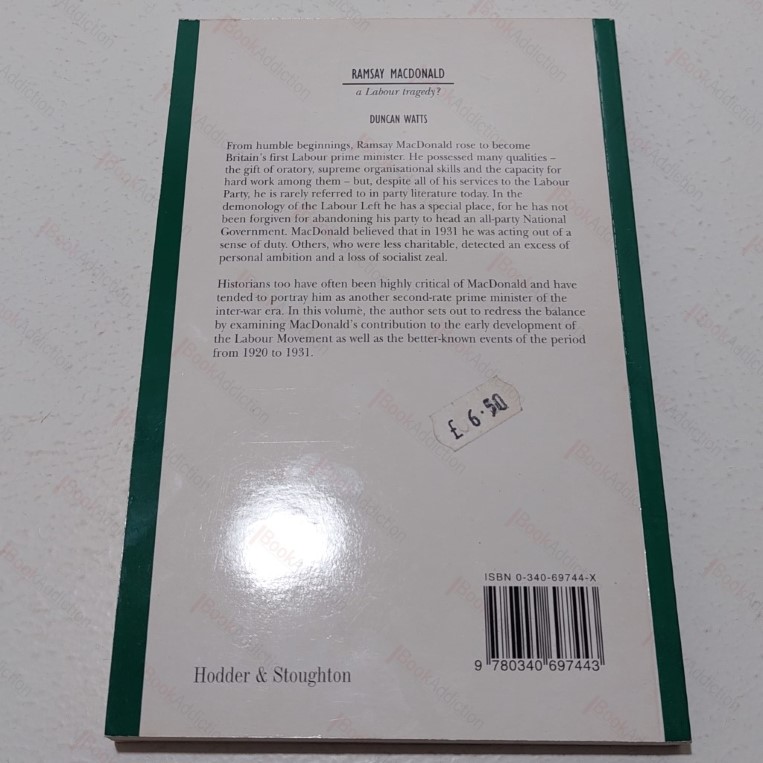 RAMSAY MACDONALD
a Labour tragedy?
DUNCAN WATTS
From humble beginnings, Ramsay MacDonald rose to become
Britain's first Labour prime minister. He possessed many qualities –
the gift of oratory, supreme organisational skills and the capacity for
hard work among them – but, despite all of his services to the Labour
Party, he is rarely referred to in party literature today. In the
demonology of the Labour Left he has a special place, for he has not
been forgiven for abandoning his party to head an all-party National
Government. MacDonald believed that in 1931 he was acting out of a
sense of duty. Others, who were less charitable, detected an excess of
personal ambition and a loss of socialist zeal.
Historians too have often been highly critical of MacDonald and have
tended to portray him as another second-rate prime minister of the
inter-war era. In this volume, the author sets out to redress the balance
by examining MacDonald's contribution to the early development of
the Labour Movement as well as the better-known events of the period
from 1920 to 1931.
£ 6·50
ISBN 0-340-69744-X
9 780340 697443
Hodder & Stoughton
iBookAddiction